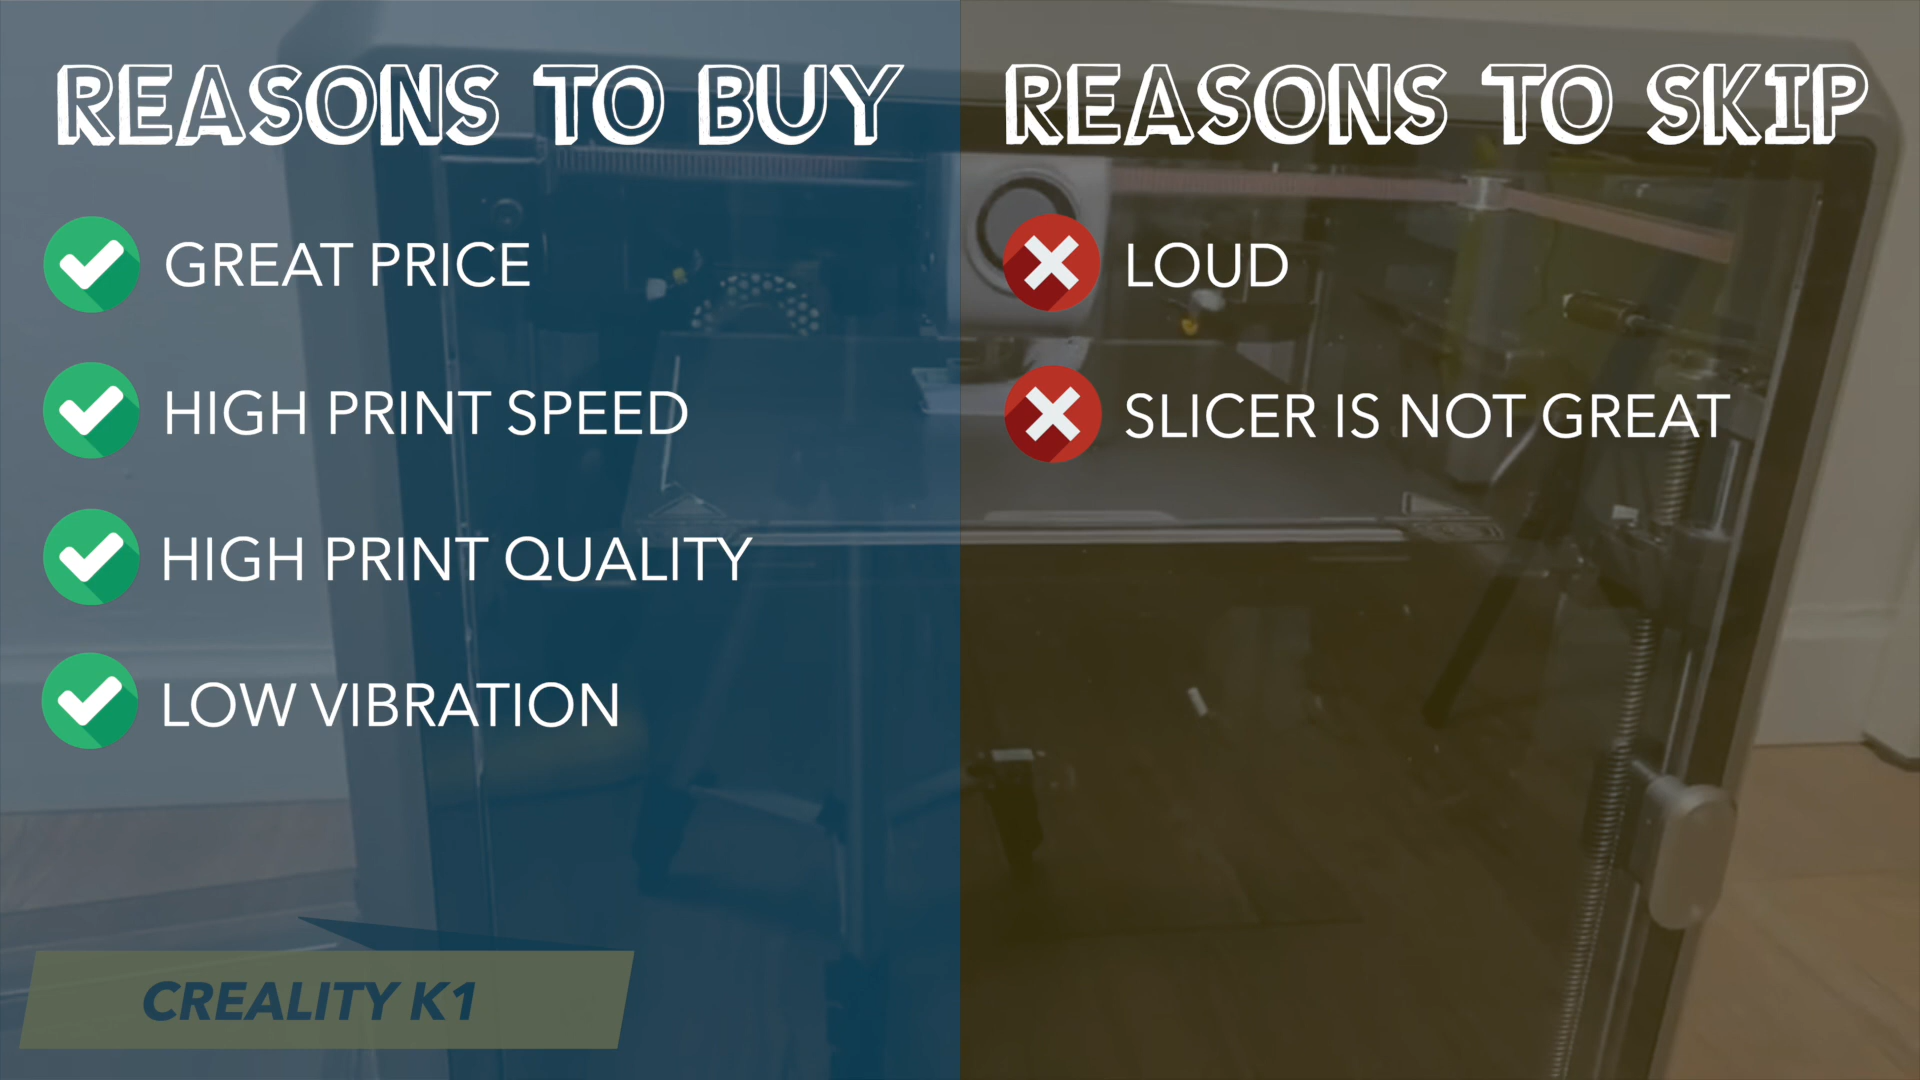 REASONS TO BUY
GREAT PRICE
HIGH PRINT SPEED
HIGH PRINT QUALITY
LOW VIBRATION
REASONS TO SKIP
LOUD
SLICER IS NOT GREAT
CREALITY K1